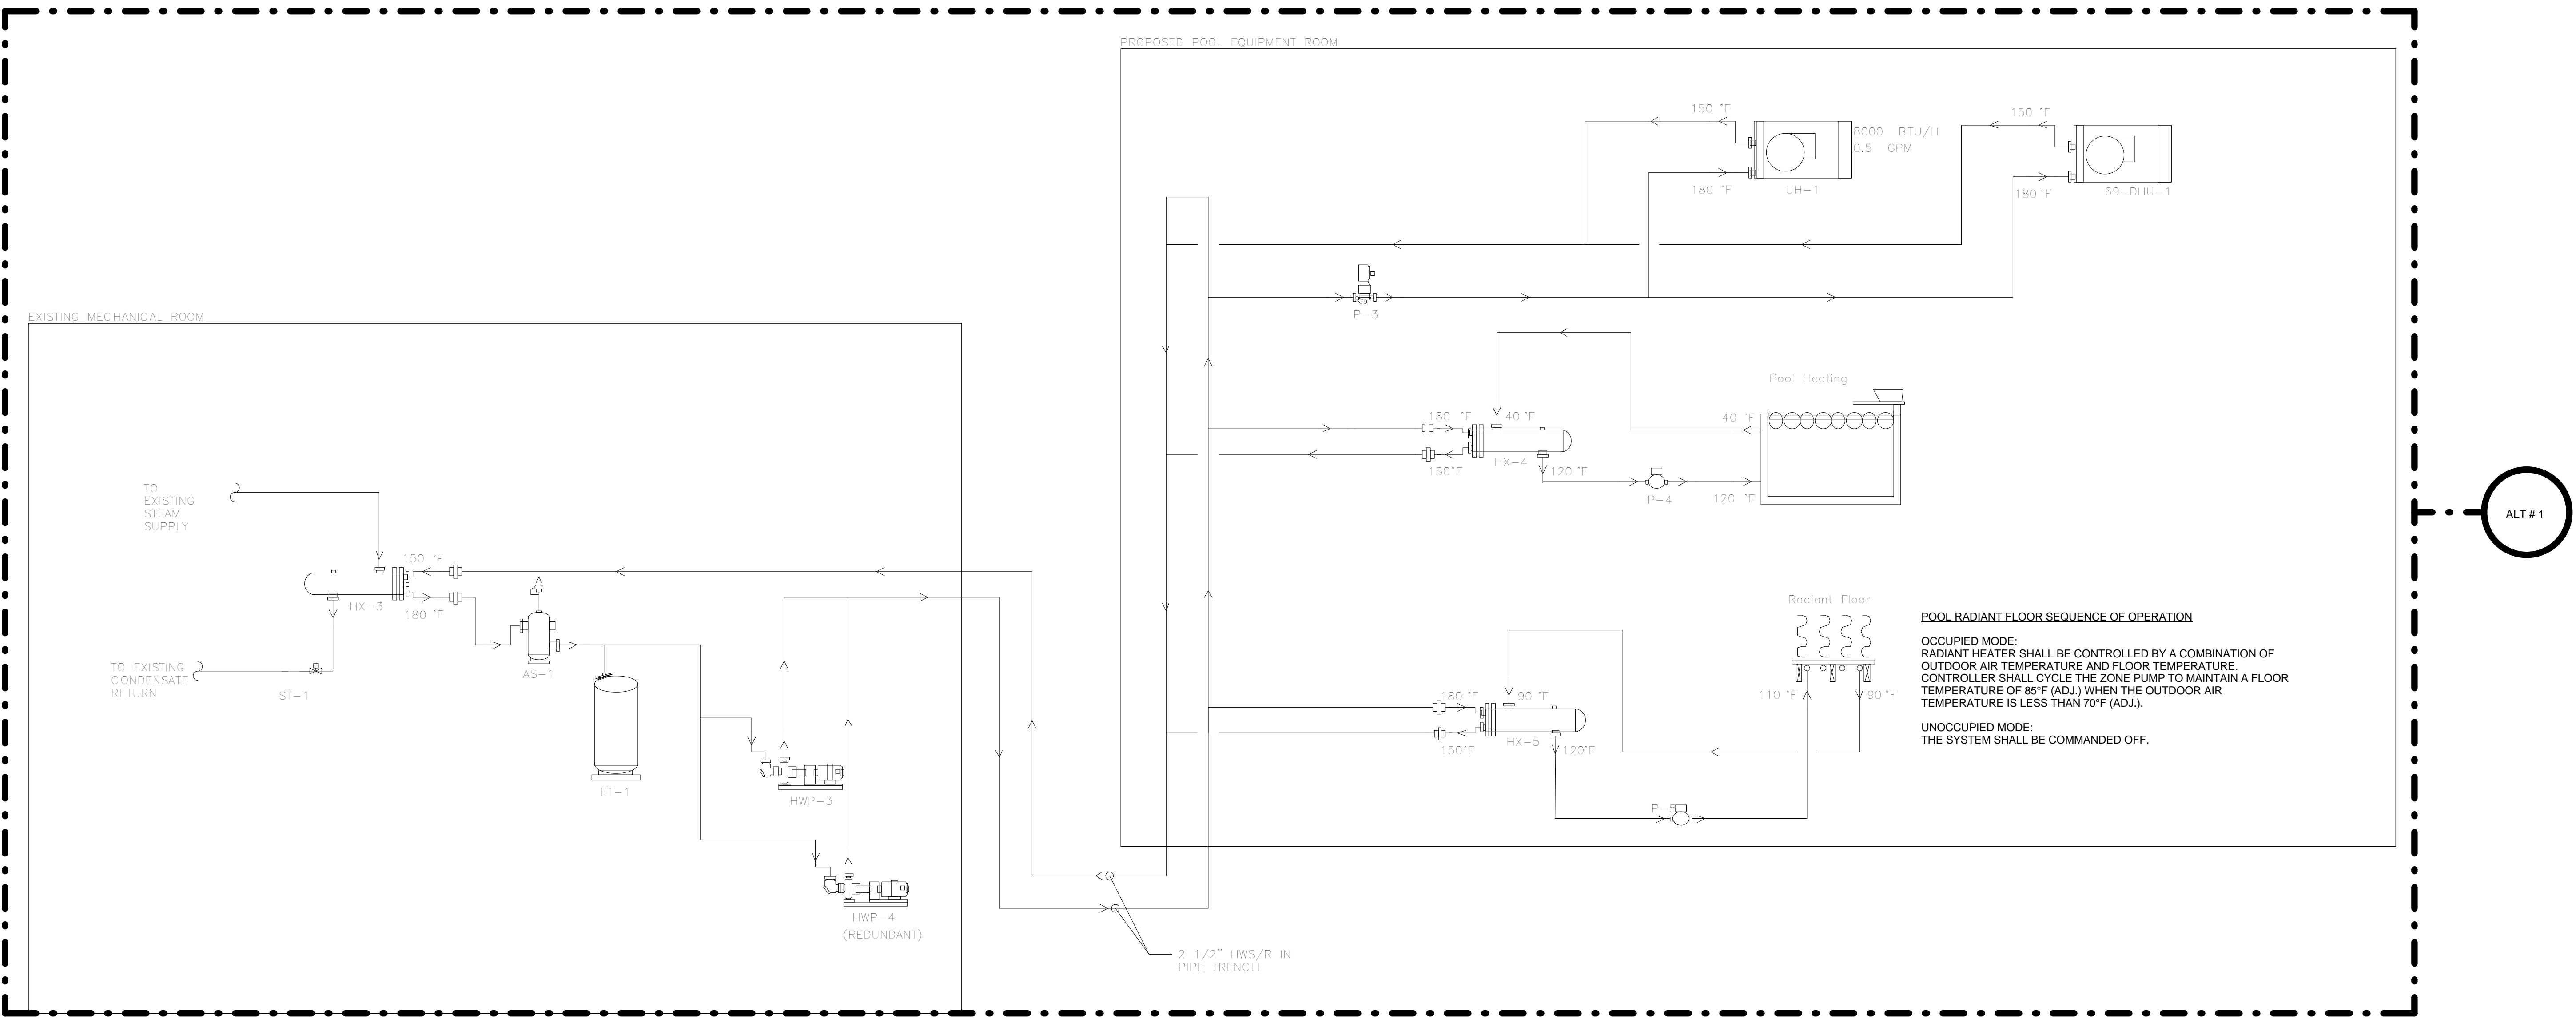 PROPOSED POOL EQUIPMENT ROOM
150 °F
8000 BTU/H
0.5 GPM
180 °F
UH-1
150 °F
180 °F
69-DHU-1
P-3
EXISTING MECHANICAL ROOM
Pool Heating
180 °F
40 °F
40 °F
HX-4
150°F
120 °F
P-4
120 °F
TO
EXISTING
STEAM
SUPPLY
150 °F
HX-3
180 °F
A
AS-1
TO EXISTING
CONDENSATE
RETURN
ST-1
ET-1
HWP-3
HWP-4
(REDUNDANT)
2 1/2" HWS/R IN
PIPE TRENCH
Radiant Floor
180 °F
90 °F
110 °F
90 °F
HX-5
150°F
120°F
P-5
POOL RADIANT FLOOR SEQUENCE OF OPERATION
OCCUPIED MODE:
RADIANT HEATER SHALL BE CONTROLLED BY A COMBINATION OF
OUTDOOR AIR TEMPERATURE AND FLOOR TEMPERATURE.
CONTROLLER SHALL CYCLE THE ZONE PUMP TO MAINTAIN A FLOOR
TEMPERATURE OF 85°F (ADJ.) WHEN THE OUTDOOR AIR
TEMPERATURE IS LESS THAN 70°F (ADJ.).
UNOCCUPIED MODE:
THE SYSTEM SHALL BE COMMANDED OFF.
ALT # 1